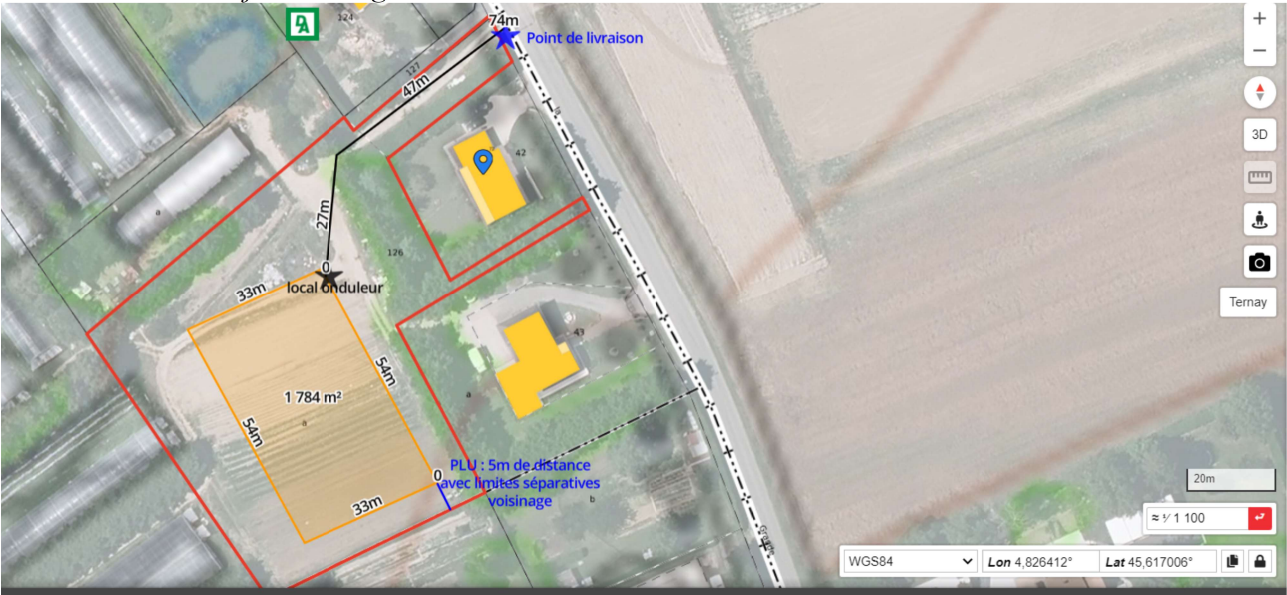 124
74m
Point de livraison
127
47m
42
3D
a
27m
126
0
local onduleur
33m
Ternay
43
54m
1 784 m²
a
a
54m
PLU : 5m de distance
avec limites séparatives
voisinage
0
b
33m
20m
≈ ¹⁄ 1 100
WGS84
Lon 4,826412°
Lat 45,617006°